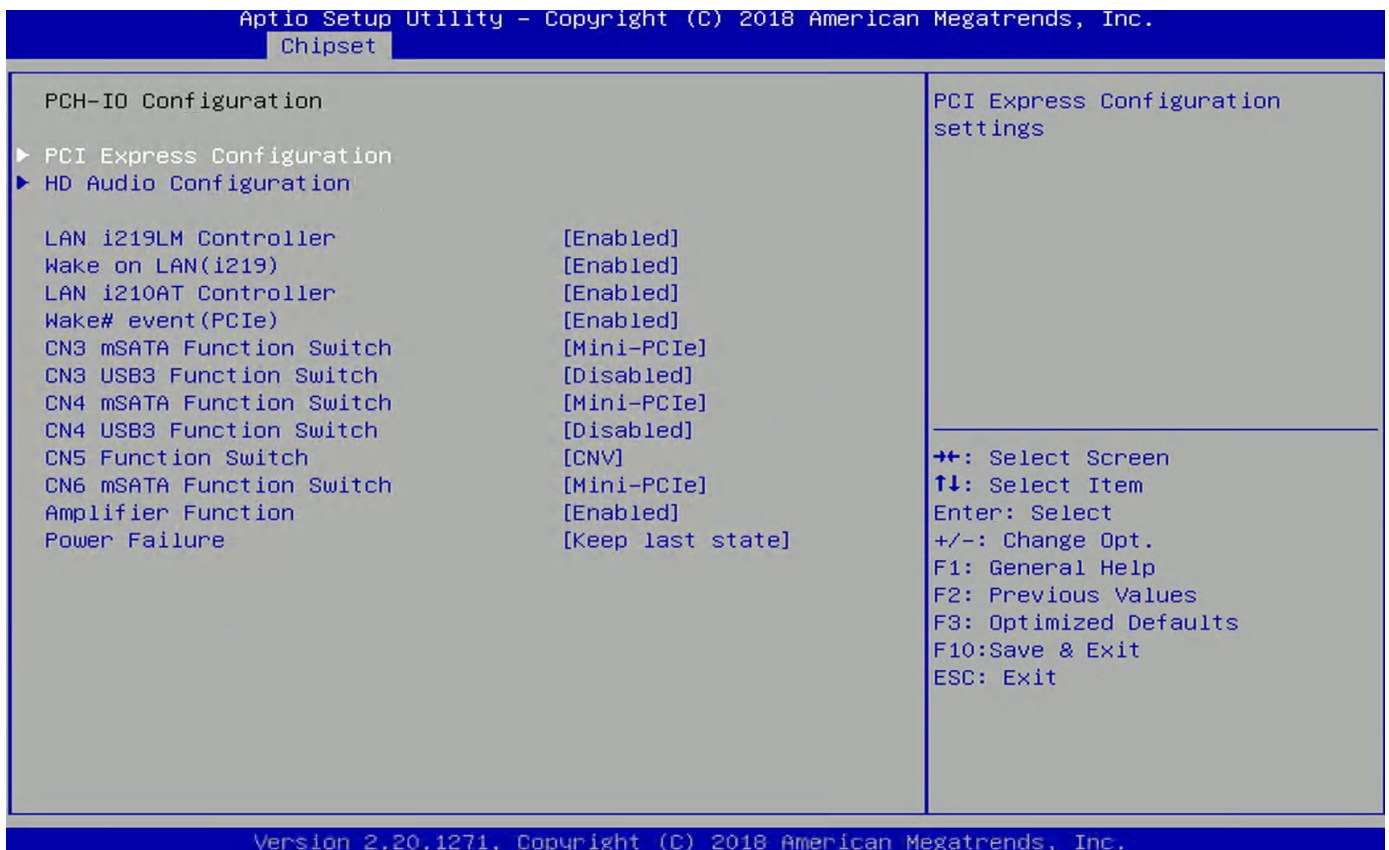 Aptio Setup Utility – Copyright (C) 2018 American Megatrends, Inc.
Chipset
PCH-IO Configuration
PCI Express Configuration
HD Audio Configuration
LAN i219LM Controller [Enabled]
Wake on LAN(i219) [Enabled]
LAN i210AT Controller [Enabled]
Wake# event(PCIe) [Enabled]
CN3 mSATA Function Switch [Mini-PCIe]
CN3 USB3 Function Switch [Disabled]
CN4 mSATA Function Switch [Mini-PCIe]
CN4 USB3 Function Switch [Disabled]
CN5 Function Switch [CNV]
CN6 mSATA Function Switch [Mini-PCIe]
Amplifier Function [Enabled]
Power Failure [Keep last state]
PCI Express Configuration
settings
→←: Select Screen
↑↓: Select Item
Enter: Select
+/-: Change Opt.
F1: General Help
F2: Previous Values
F3: Optimized Defaults
F10:Save & Exit
ESC: Exit
Version 2.20.1271. Copyright (C) 2018 American Megatrends, Inc.